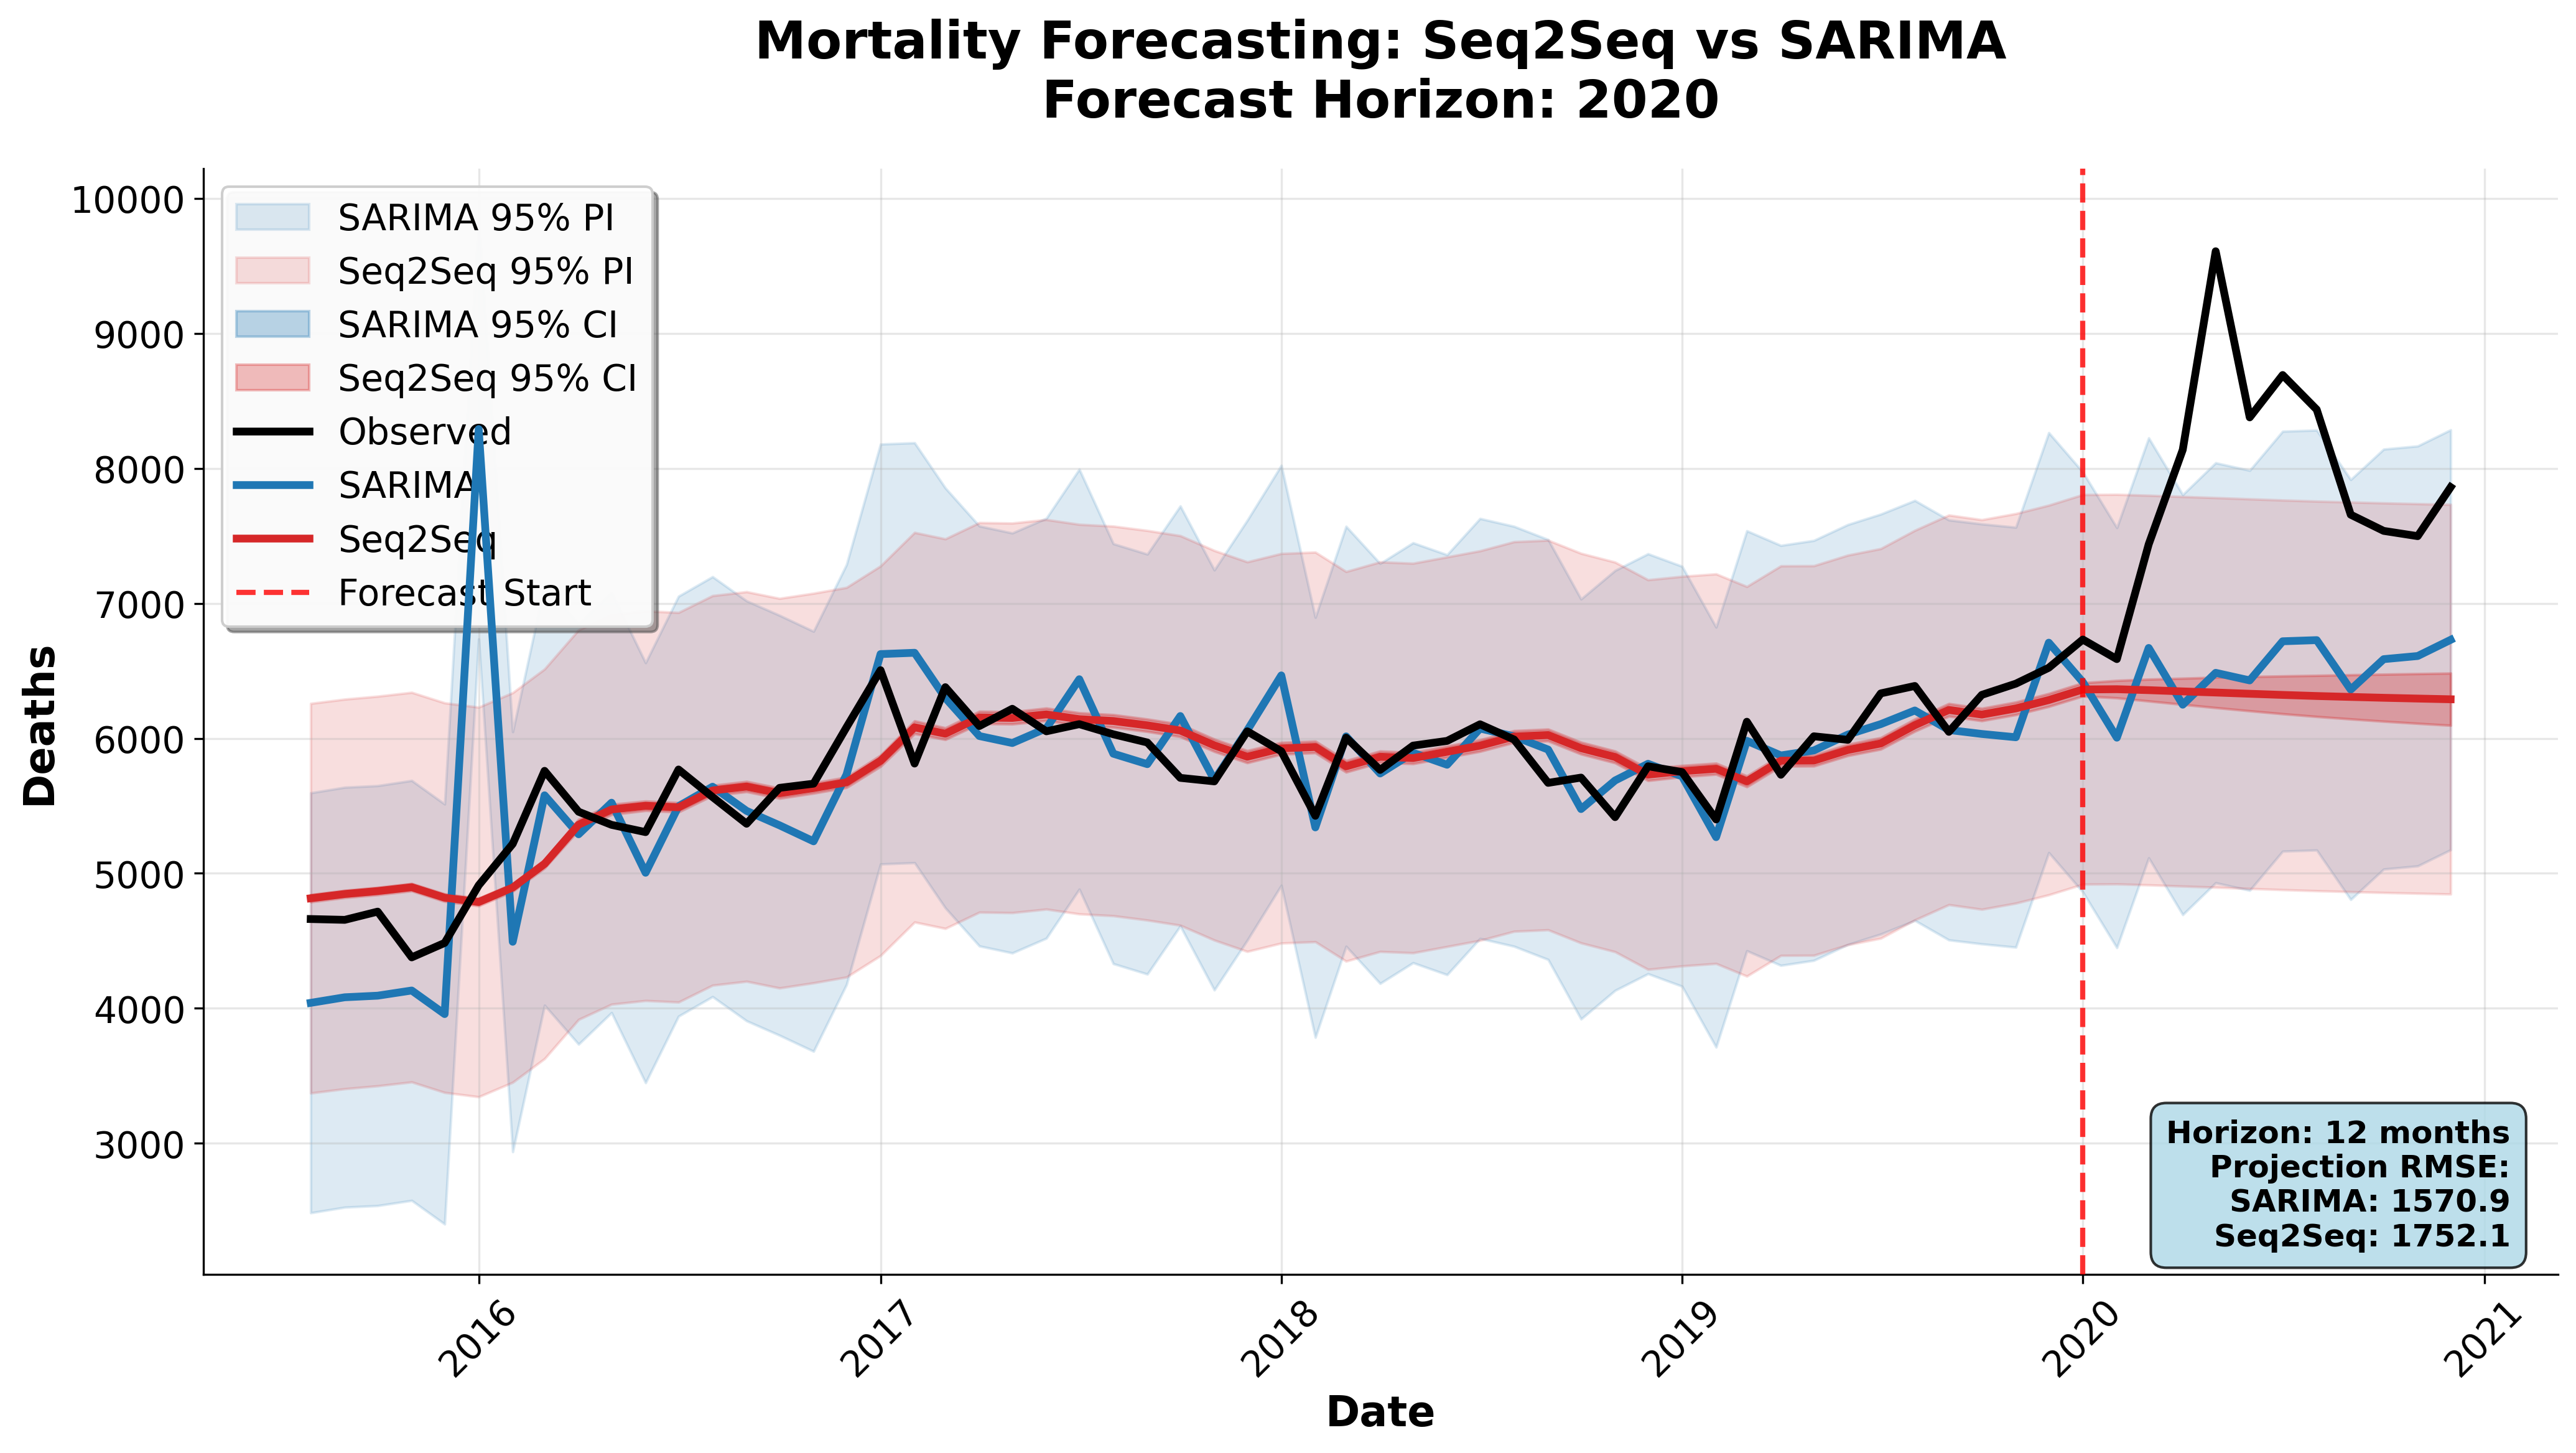 Mortality Forecasting: Seq2Seq vs SARIMA
Forecast Horizon: 2020
10000
9000
8000
7000
6000
5000
4000
3000
Deaths
SARIMA 95% PI
Seq2Seq 95% PI
SARIMA 95% CI
Seq2Seq 95% CI
Observed
SARIMA
Seq2Seq
Forecast Start
Horizon: 12 months
Projection RMSE:
SARIMA: 1570.9
Seq2Seq: 1752.1
2016
2017
2018
2019
2020
2021
Date